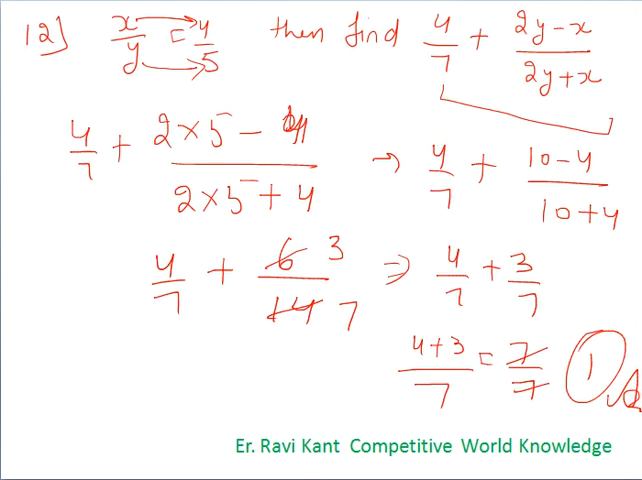 12) x/y = 4/5 then find 4/7 + (2y-x)/(2y+x)
4/7 + (2×5-4)/(2×5+4) → 4/7 + (10-4)/(10+4)
4/7 + 6/14 3/7 ⇒ 4/7 + 3/7
(4+3)/7 = 7/7 1
Er. Ravi Kant Competitive World Knowledge